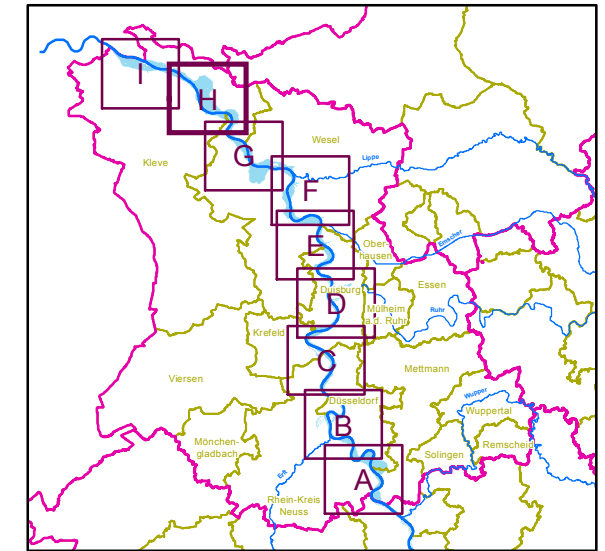 I
H
Wesel
G
Kleve
Lippe
F
Emscher
E
Ober-
hausen
Essen
Duisburg
D
Mülheim
a.d. Ruhr
Ruhr
Krefeld
C
Mettmann
Viersen
Wupper
Düsseldorf
Wuppertal
B
Mönchen-
gladbach
Remscheid
Solingen
Erft
A
Rhein-Kreis
Neuss